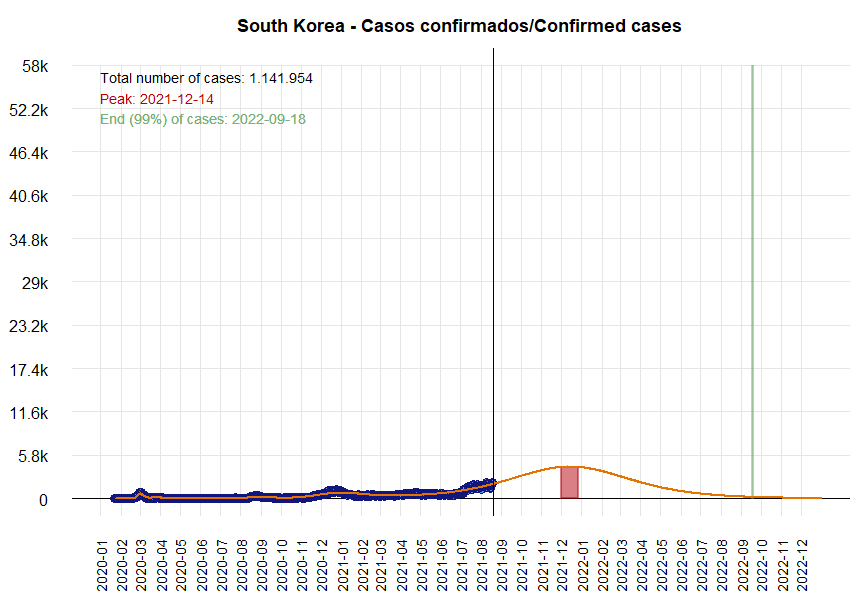 South Korea - Casos confirmados/Confirmed cases
58k
52.2k
46.4k
40.6k
34.8k
29k
23.2k
17.4k
11.6k
5.8k
0
Total number of cases: 1.141.954
Peak: 2021-12-14
End (99%) of cases: 2022-09-18
2020-01
2020-02
2020-03
2020-04
2020-05
2020-06
2020-07
2020-08
2020-09
2020-10
2020-11
2020-12
2021-01
2021-02
2021-03
2021-04
2021-05
2021-06
2021-07
2021-08
2021-09
2021-10
2021-11
2021-12
2022-01
2022-02
2022-03
2022-04
2022-05
2022-06
2022-07
2022-08
2022-09
2022-10
2022-11
2022-12